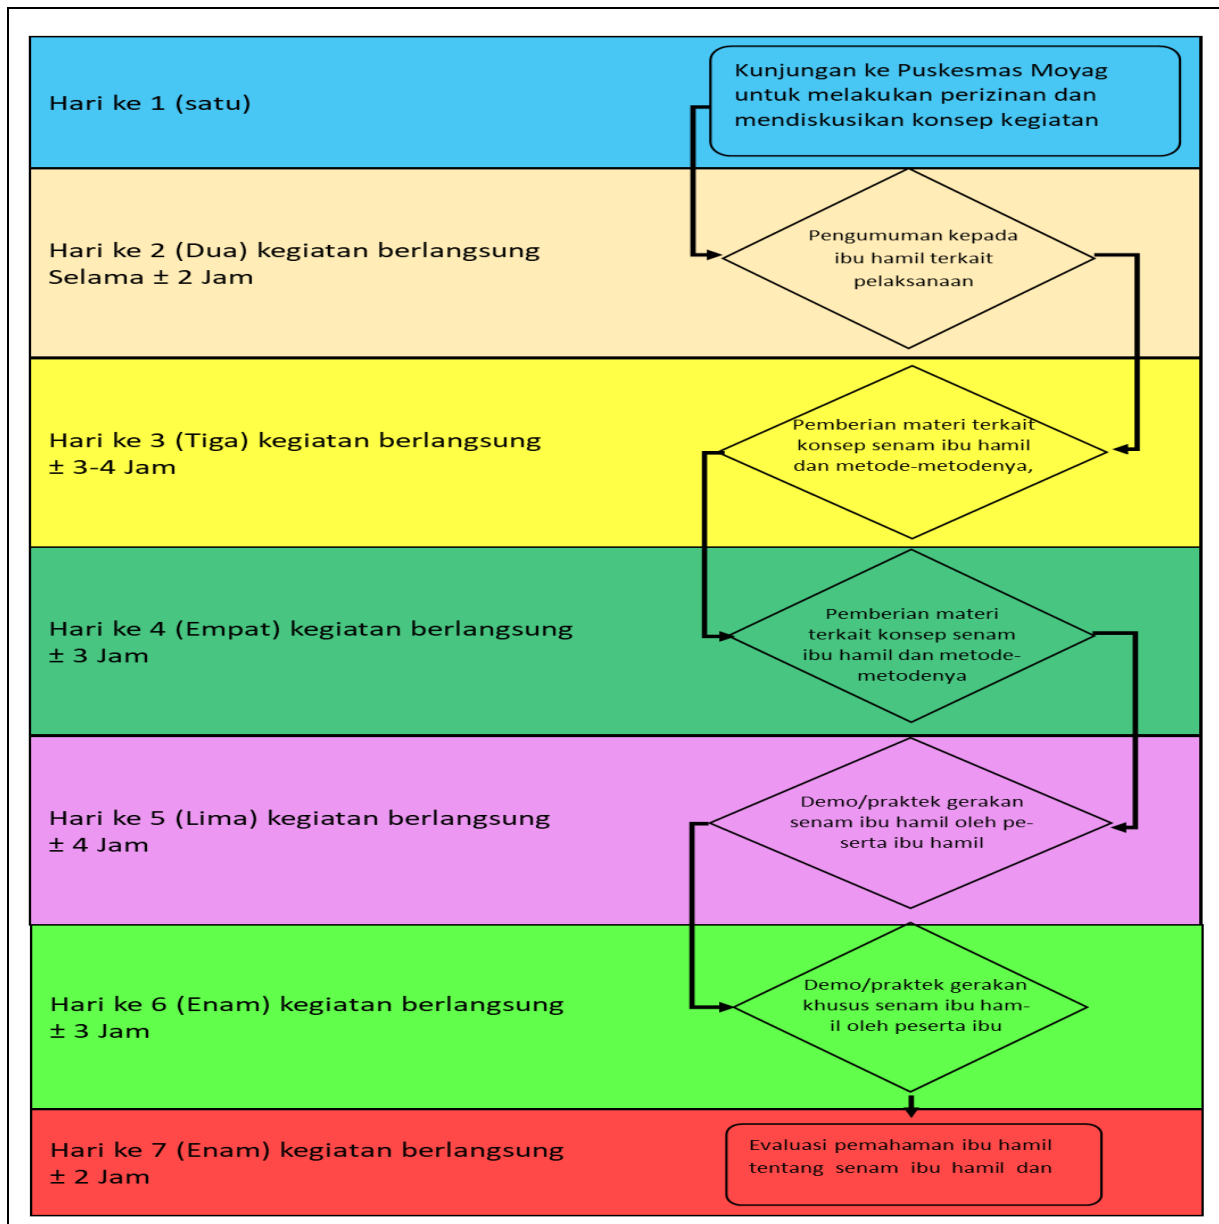 Hari ke 1 (satu)
Kunjungan ke Puskesmas Moyag
untuk melakukan perizinan dan
mendiskusikan konsep kegiatan
Hari ke 2 (Dua) kegiatan berlangsung
Selama ± 2 Jam
Pengumuman kepada
ibu hamil terkait
pelaksanaan
Hari ke 3 (Tiga) kegiatan berlangsung
± 3-4 Jam
Pemberian materi terkait
konsep senam ibu hamil
dan metode-metodenya,
Hari ke 4 (Empat) kegiatan berlangsung
± 3 Jam
Pemberian materi
terkait konsep senam
ibu hamil dan metode-
metodenya
Hari ke 5 (Lima) kegiatan berlangsung
± 4 Jam
Demo/praktek gerakan
senam ibu hamil oleh pe-
serta ibu hamil
Hari ke 6 (Enam) kegiatan berlangsung
± 3 Jam
Demo/praktek gerakan
khusus senam ibu ham-
il oleh peserta ibu
Hari ke 7 (Enam) kegiatan berlangsung
± 2 Jam
Evaluasi pemahaman ibu hamil
tentang senam ibu hamil dan